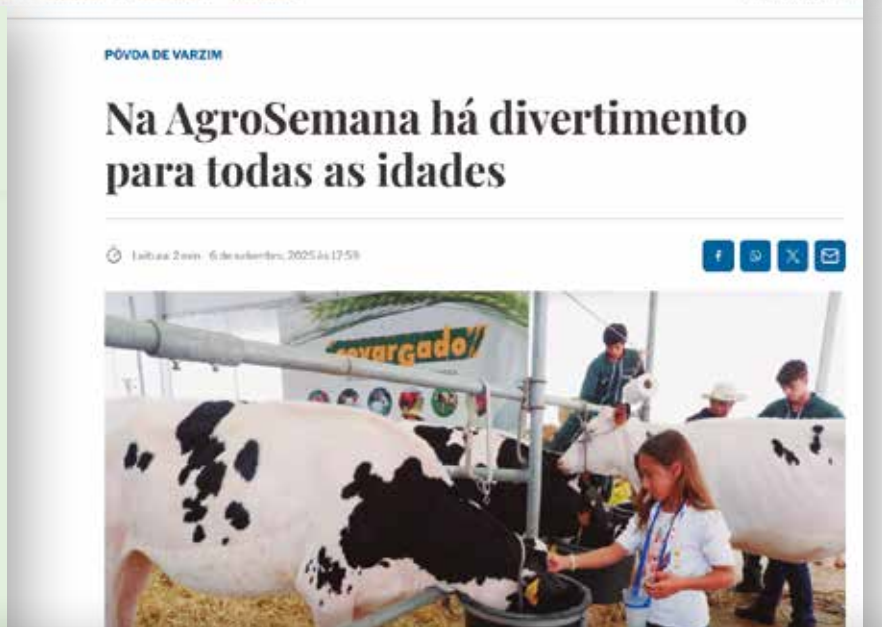 PÓVOA DE VARZIM
Na AgroSemana há divertimento
para todas as idades
Leitura: 2 min 6 de setembro, 2025 às 17:59